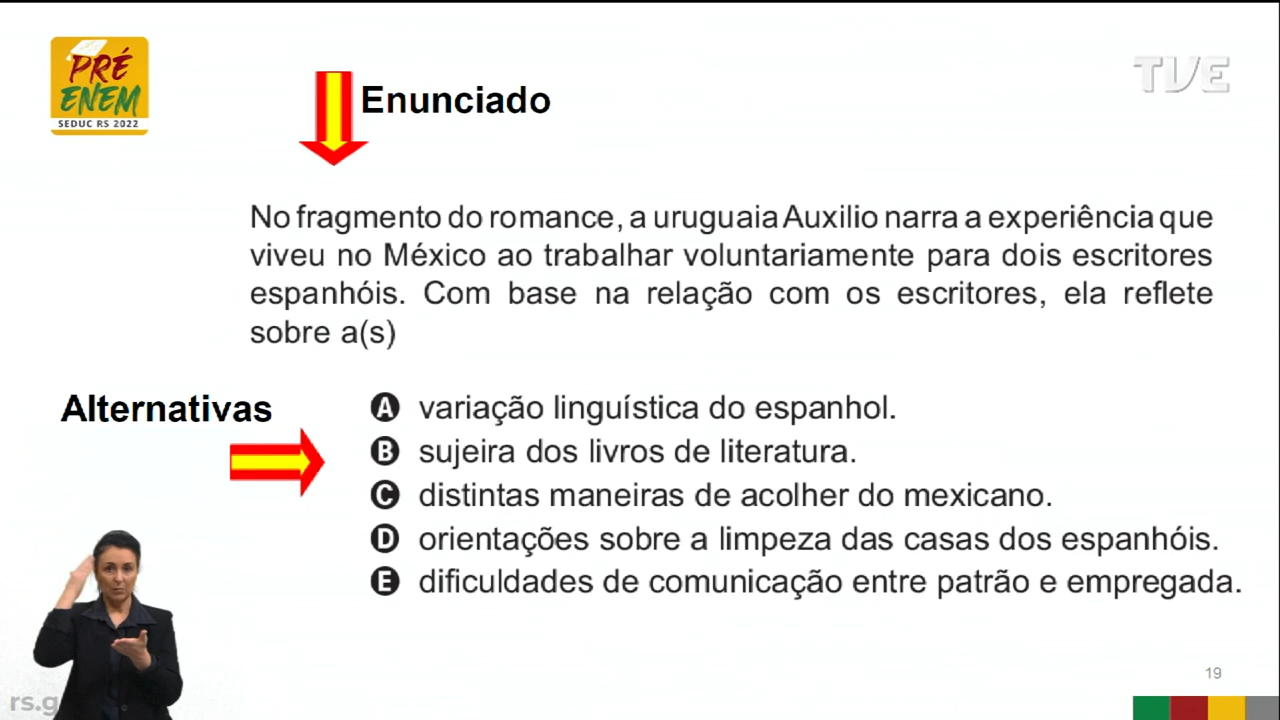 PRÉ
ENEM
SEDUC RS 2022
TVE
Enunciado
No fragmento do romance, a uruguaia Auxilio narra a experiência que
viveu no México ao trabalhar voluntariamente para dois escritores
espanhóis. Com base na relação com os escritores, ela reflete
sobre a(s)
Alternativas
A variação linguística do espanhol.
B sujeira dos livros de literatura.
C distintas maneiras de acolher do mexicano.
D orientações sobre a limpeza das casas dos espanhóis.
E dificuldades de comunicação entre patrão e empregada.
19
rs.g